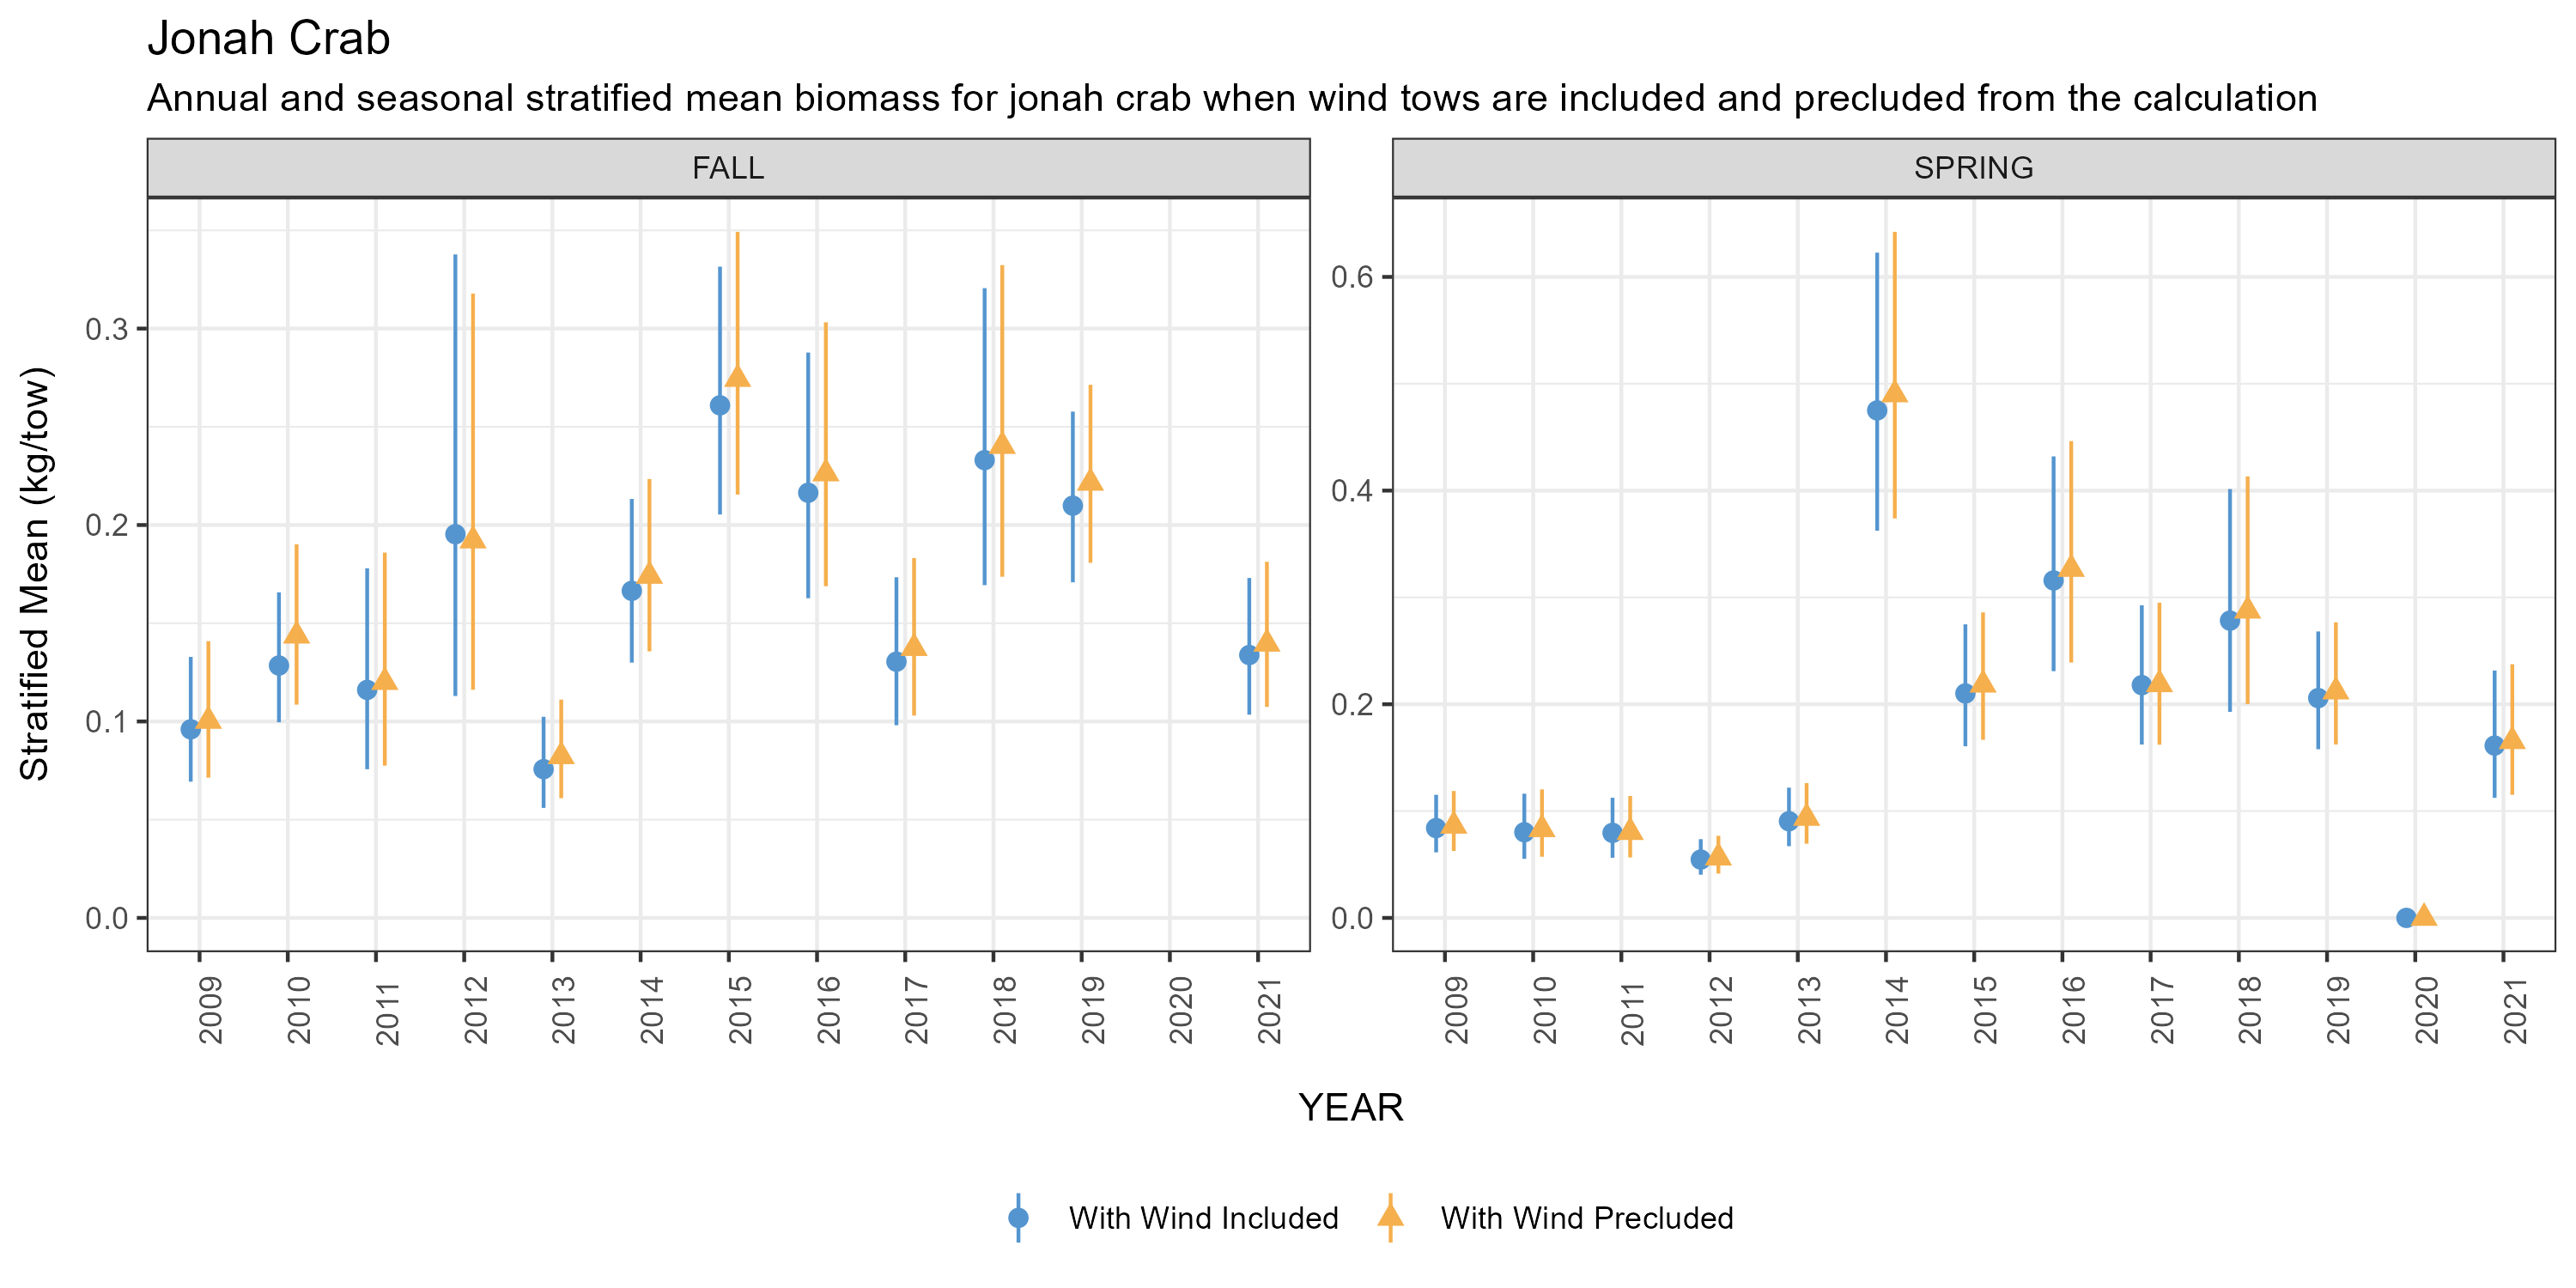 Jonah Crab
Annual and seasonal stratified mean biomass for jonah crab when wind tows are included and precluded from the calculation
FALL
SPRING
Stratified Mean (kg/tow)
0.3
0.2
0.1
0.0
0.6
0.4
0.2
0.0
2009 2010 2011 2012 2013 2014 2015 2016 2017 2018 2019 2020 2021
2009 2010 2011 2012 2013 2014 2015 2016 2017 2018 2019 2020 2021
YEAR
With Wind Included With Wind Precluded